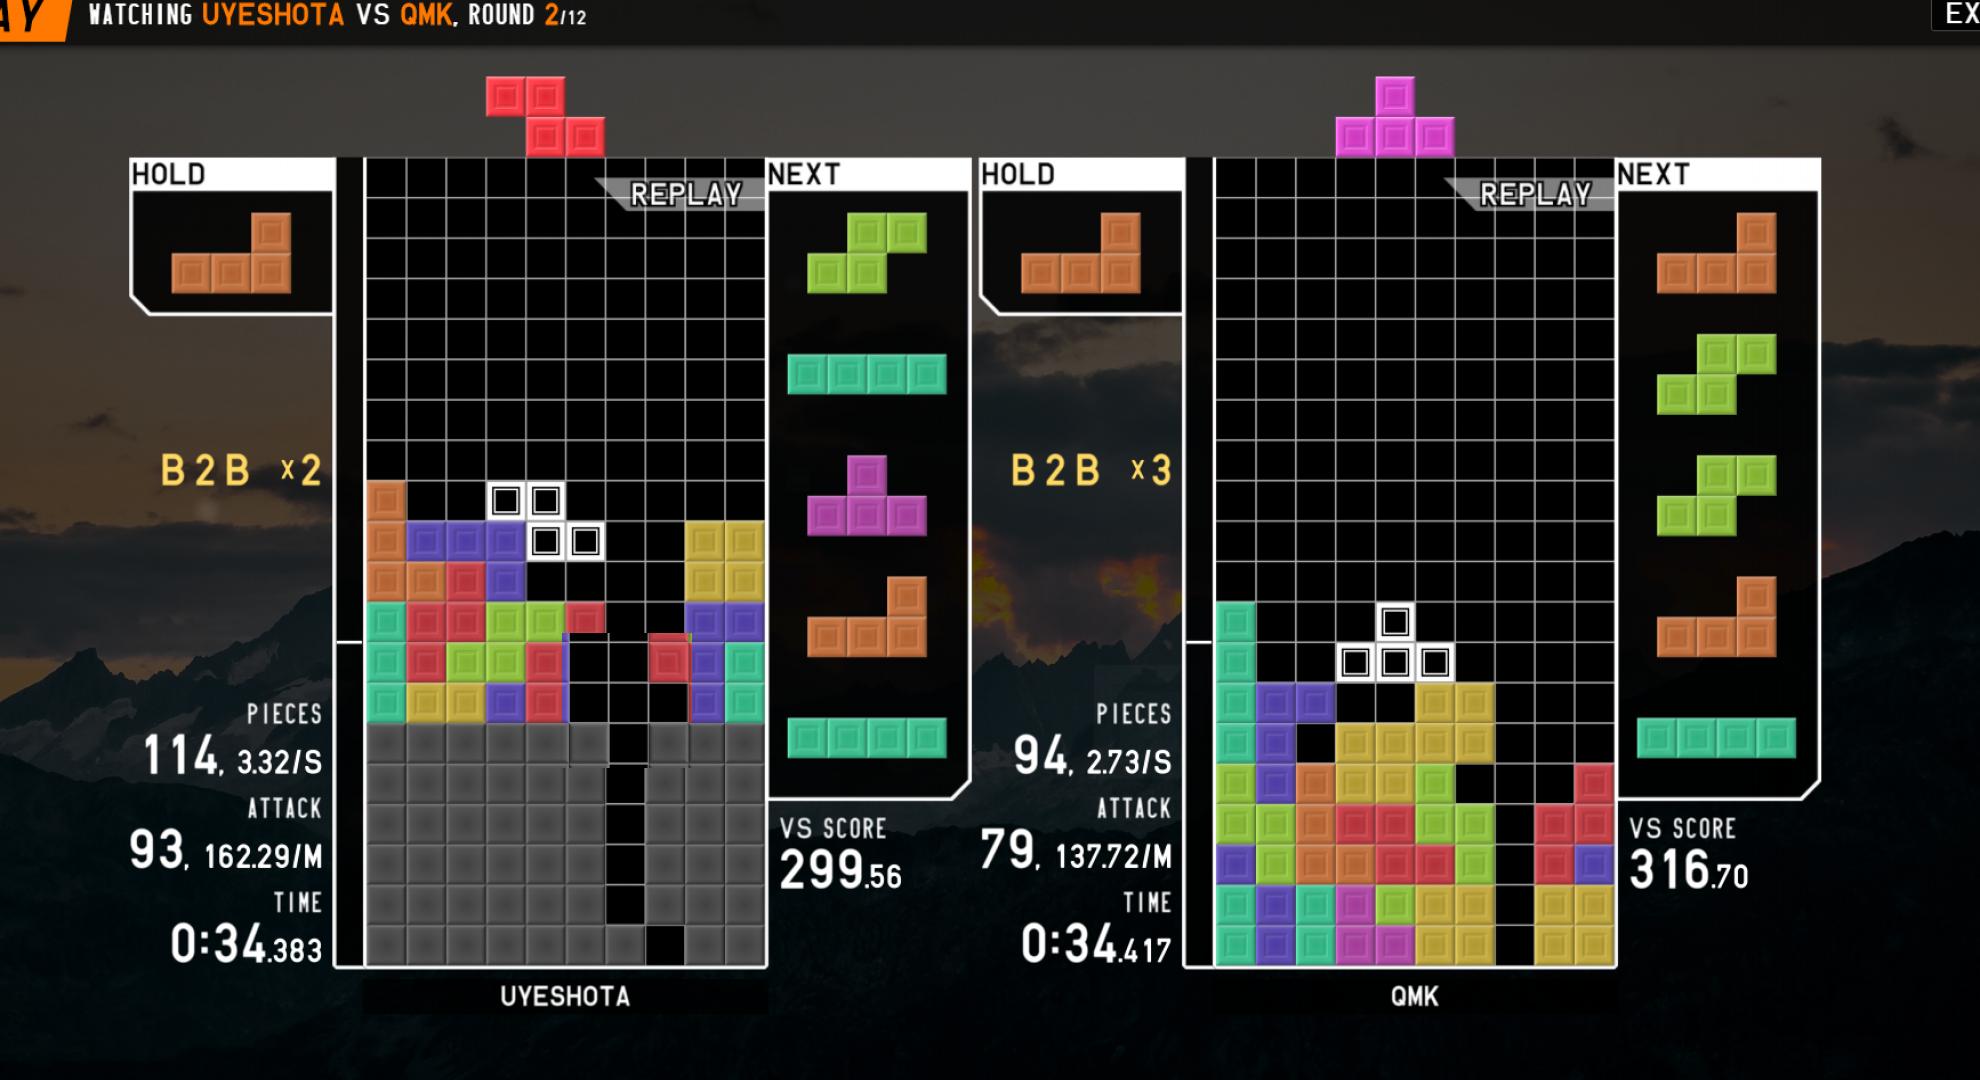 AY WATCHING UYESHOTA VS QMK, ROUND 2/12 EX
HOLD
REPLAY
NEXT
B2B x2
PIECES
114, 3.32/S
ATTACK
93, 162.29/M
TIME
0:34.383
VS SCORE
299.56
UYESHOTA
HOLD
REPLAY
NEXT
B2B x3
PIECES
94, 2.73/S
ATTACK
79, 137.72/M
TIME
0:34.417
VS SCORE
316.70
QMK